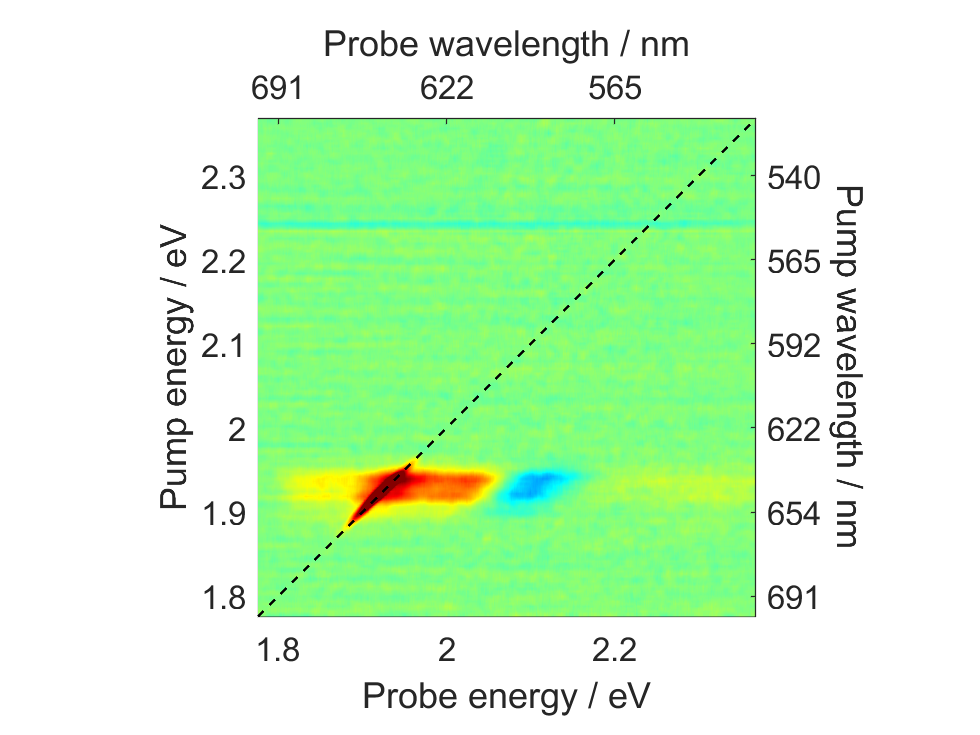 Probe wavelength / nm
691 622 565
Pump energy / eV
2.3
2.2
2.1
2
1.9
1.8
540
565
592
622
654
691
Pump wavelength / nm
1.8 2 2.2
Probe energy / eV